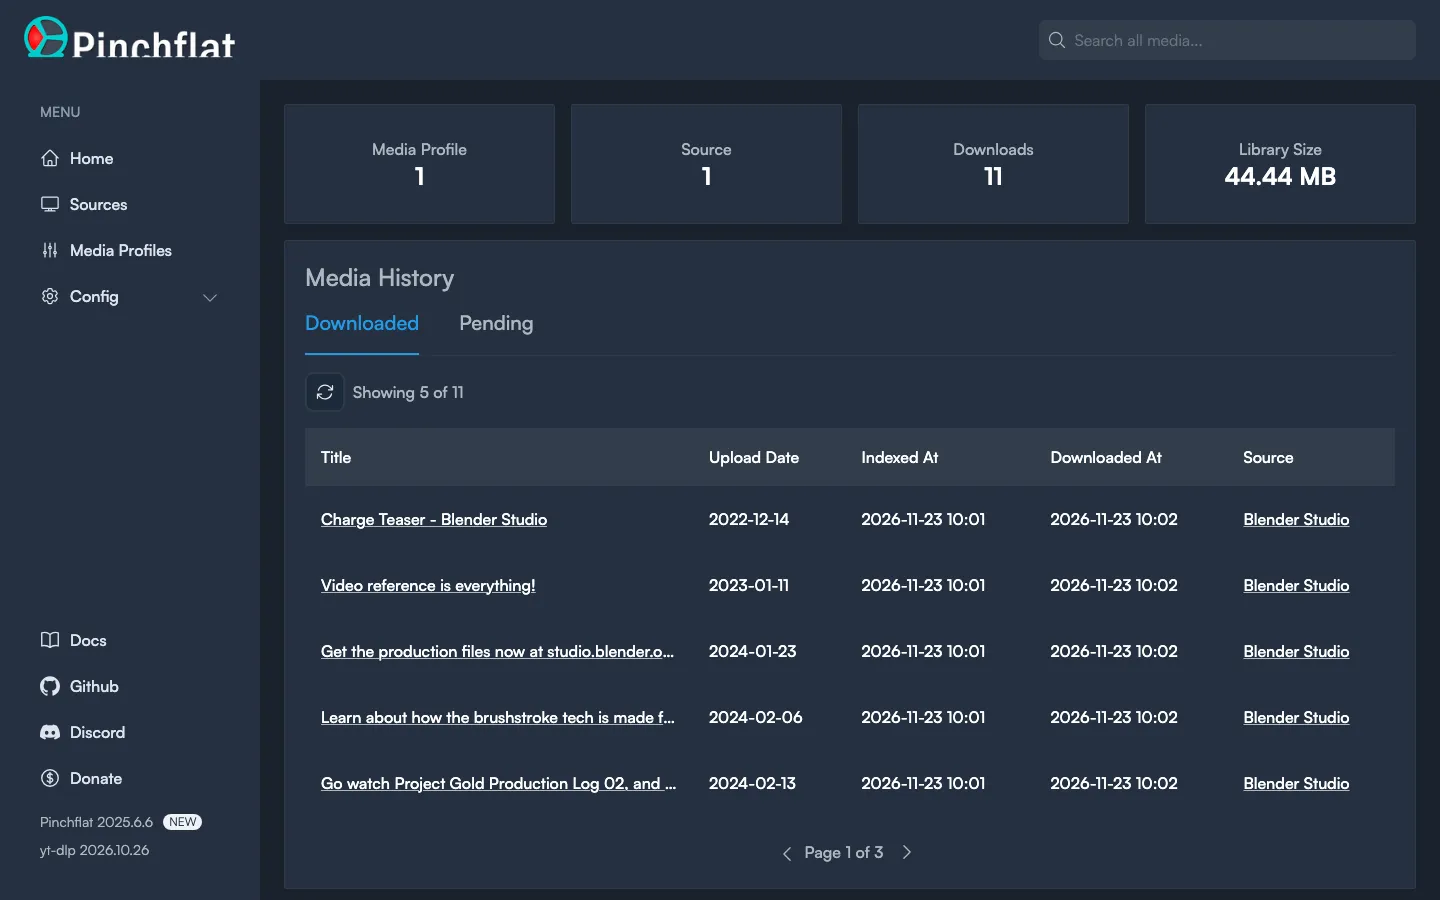 Pinchflat
Search all media...
MENU
Home
Sources
Media Profiles
Config
Docs
Github
Discord
Donate
Pinchflat 2025.6.6 NEW
yt-dlp 2026.10.26
Media Profile
1
Source
1
Downloads
11
Library Size
44.44 MB
Media History
Downloaded Pending
Showing 5 of 11
Title Upload Date Indexed At Downloaded At Source
Charge Teaser - Blender Studio 2022-12-14 2026-11-23 10:01 2026-11-23 10:02 Blender Studio
Video reference is everything! 2023-01-11 2026-11-23 10:01 2026-11-23 10:02 Blender Studio
Get the production files now at studio.blender.o... 2024-01-23 2026-11-23 10:01 2026-11-23 10:02 Blender Studio
Learn about how the brushstroke tech is made f... 2024-02-06 2026-11-23 10:01 2026-11-23 10:02 Blender Studio
Go watch Project Gold Production Log 02, and ... 2024-02-13 2026-11-23 10:01 2026-11-23 10:02 Blender Studio
Page 1 of 3